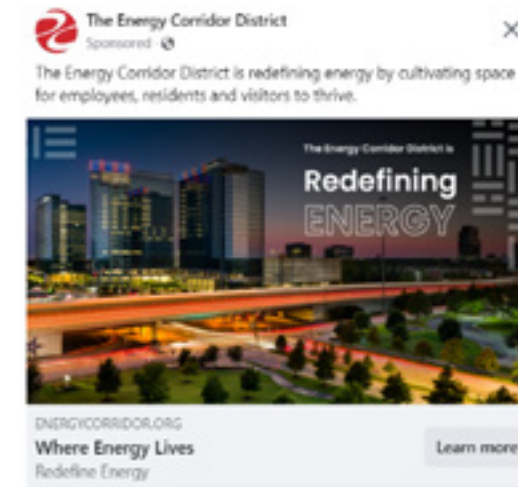 The Energy Corridor District
Sponsored
The Energy Corridor District is redefining energy by cultivating space
for employees, residents and visitors to thrive.
The Energy Corridor District is
Redefining
ENERGY
ENERGYCORRIDOR.ORG
Where Energy Lives
Redefine Energy
Learn more